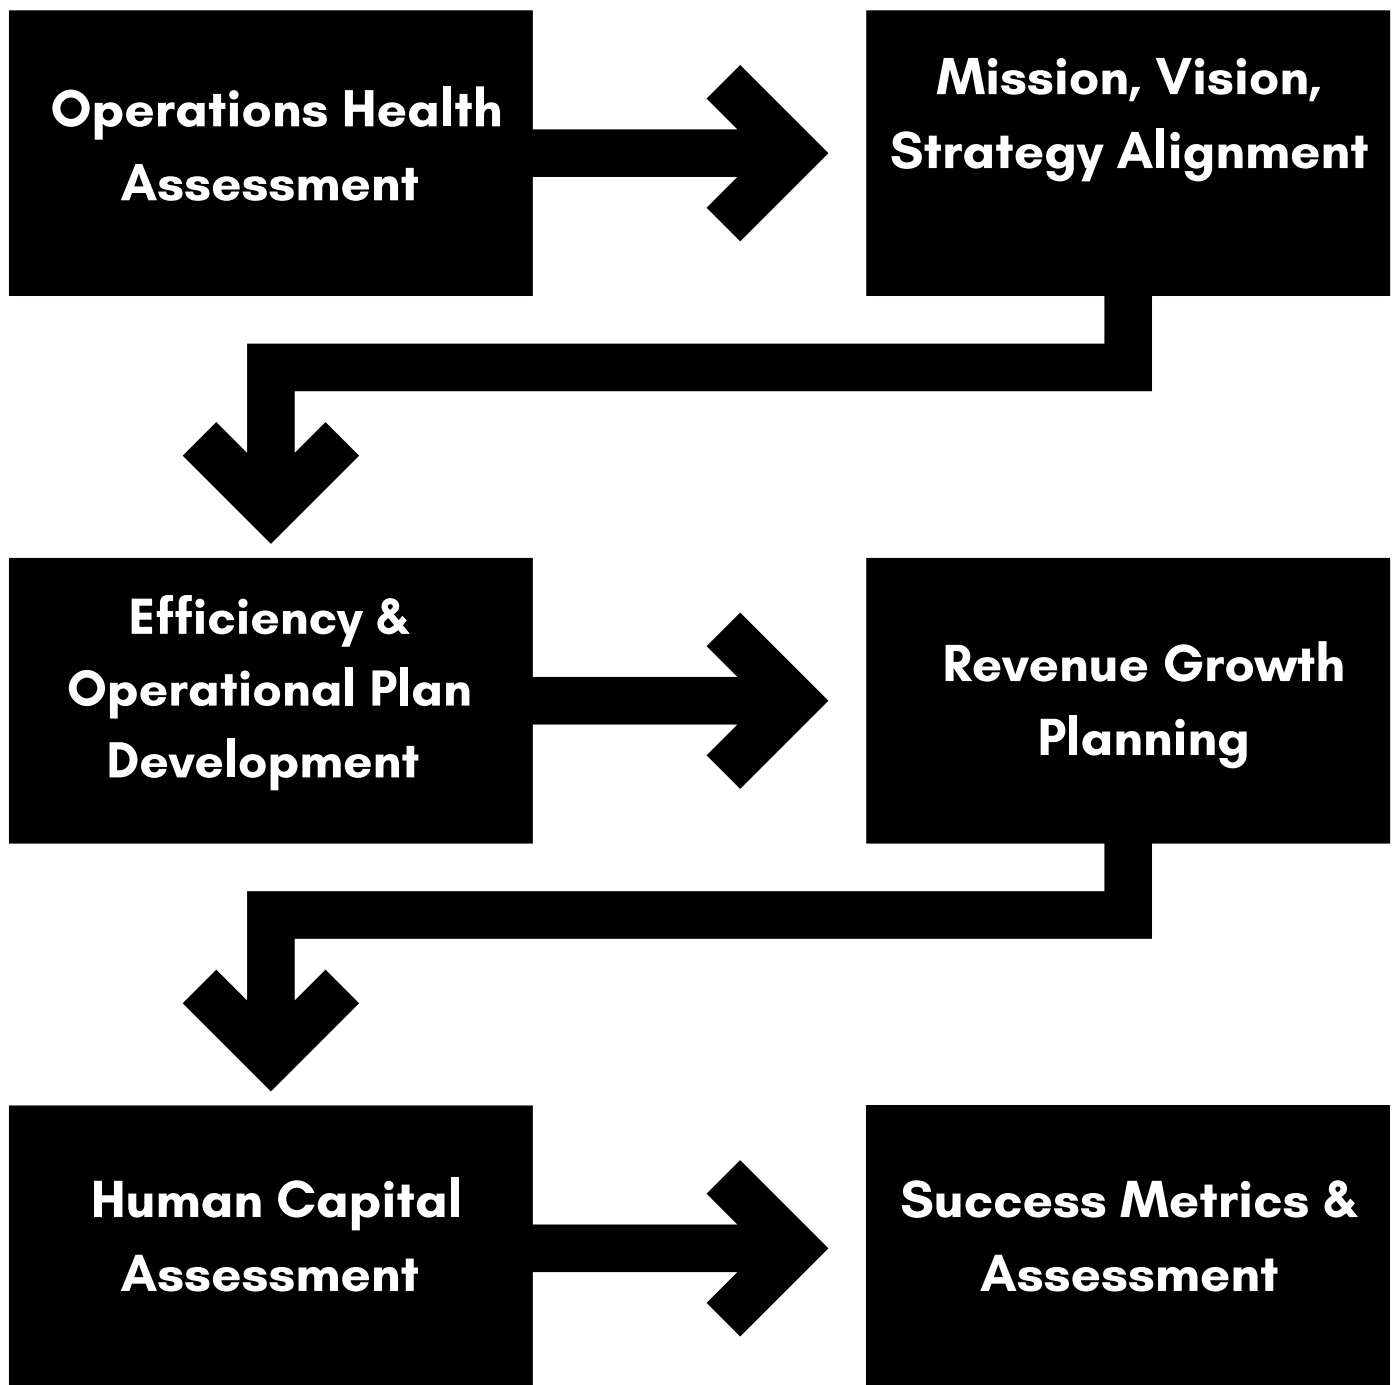 Operations Health
Assessment
Mission, Vision,
Strategy Alignment
Efficiency &
Operational Plan
Development
Revenue Growth
Planning
Human Capital
Assessment
Success Metrics &
Assessment